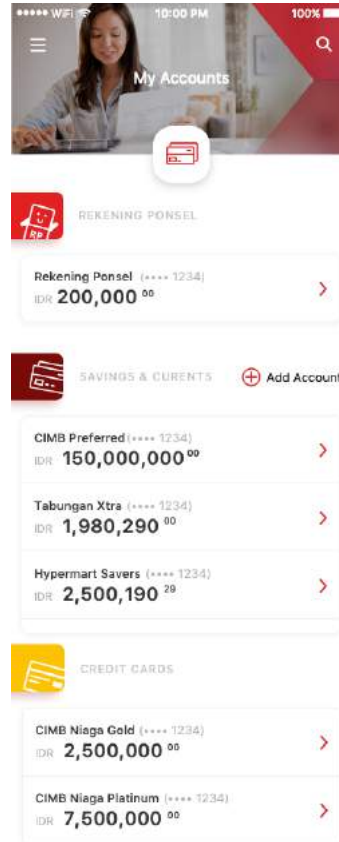 WiFi 10:00 PM 100%
My Accounts
RP
REKENING PONSEL
Rekening Ponsel (•••• 1234)
IDR 200,000 00
SAVINGS & CURENTS
Add Account
CIMB Preferred (•••• 1234)
IDR 150,000,000 00
Tabungan Xtra (•••• 1234)
IDR 1,980,290 00
Hypermart Savers (•••• 1234)
IDR 2,500,190 29
CREDIT CARDS
CIMB Niaga Gold (•••• 1234)
IDR 2,500,000 00
CIMB Niaga Platinum (•••• 1234)
IDR 7,500,000 00